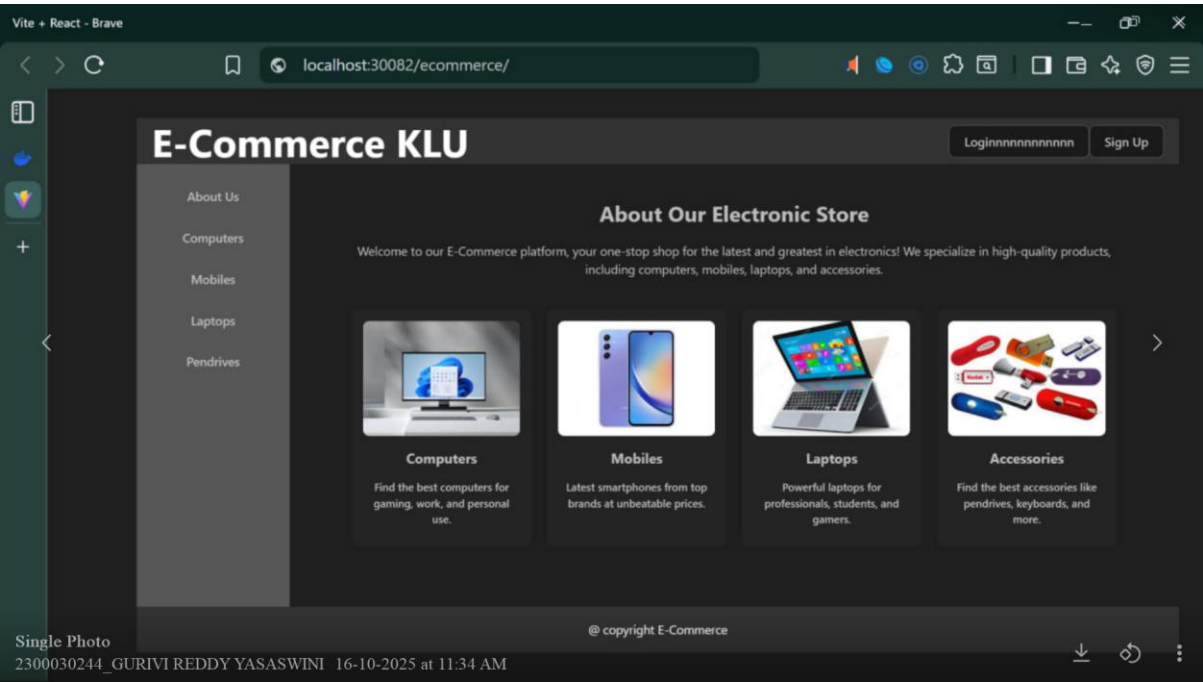 Vite + React - Brave
localhost:30082/ecommerce/
E-Commerce KLU
Loginnnnnnnnnnnn
Sign Up
About Us
Computers
Mobiles
Laptops
Pendrives
About Our Electronic Store
Welcome to our E-Commerce platform, your one-stop shop for the latest and greatest in electronics! We specialize in high-quality products,
including computers, mobiles, laptops, and accessories.
Kodak
Computers
Find the best computers for
gaming, work, and personal
use.
Mobiles
Latest smartphones from top
brands at unbeatable prices.
Laptops
Powerful laptops for
professionals, students, and
gamers.
Accessories
Find the best accessories like
pendrives, keyboards, and
more.
@ copyright E-Commerce
Single Photo
2300030244_GURIVI REDDY YASASWINI 16-10-2025 at 11:34 AM